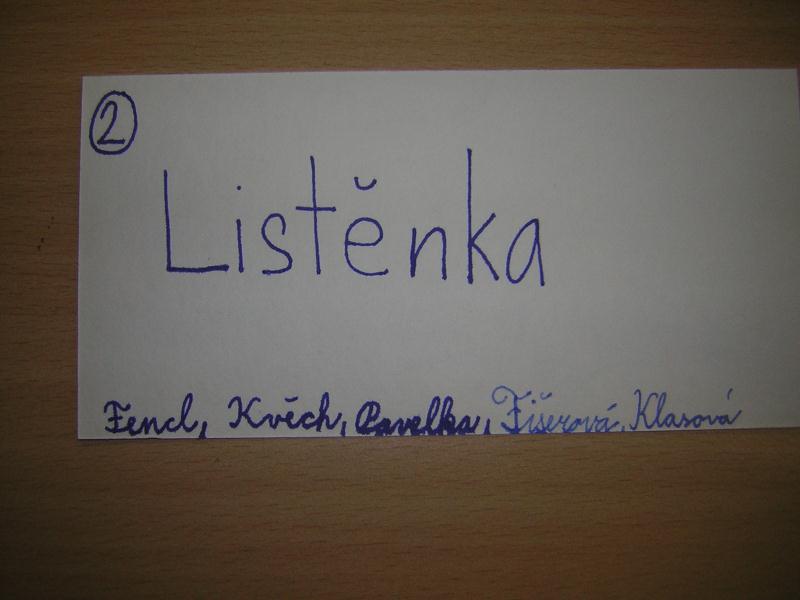 2
Listěnka
Fencl, Kvěch, Pavelka, Fišerová, Klasová